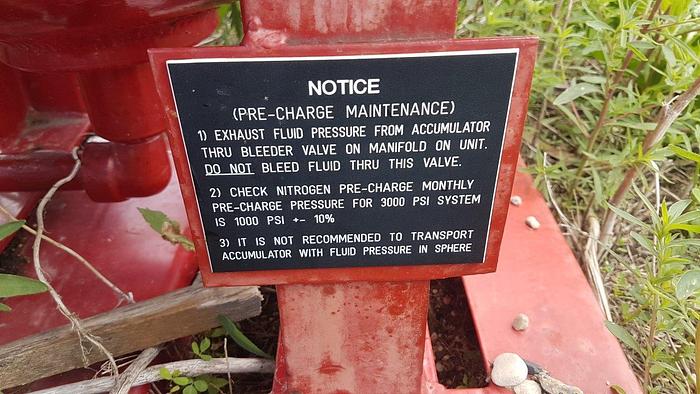 NOTICE
(PRE-CHARGE MAINTENANCE)
1) EXHAUST FLUID PRESSURE FROM ACCUMULATOR
THRU BLEEDER VALVE ON MANIFOLD ON UNIT.
DO NOT BLEED FLUID THRU THIS VALVE.
2) CHECK NITROGEN PRE-CHARGE MONTHLY
PRE-CHARGE PRESSURE FOR 3000 PSI SYSTEM
IS 1000 PSI +- 10%
3) IT IS NOT RECOMMENDED TO TRANSPORT
ACCUMULATOR WITH FLUID PRESSURE IN SPHERE